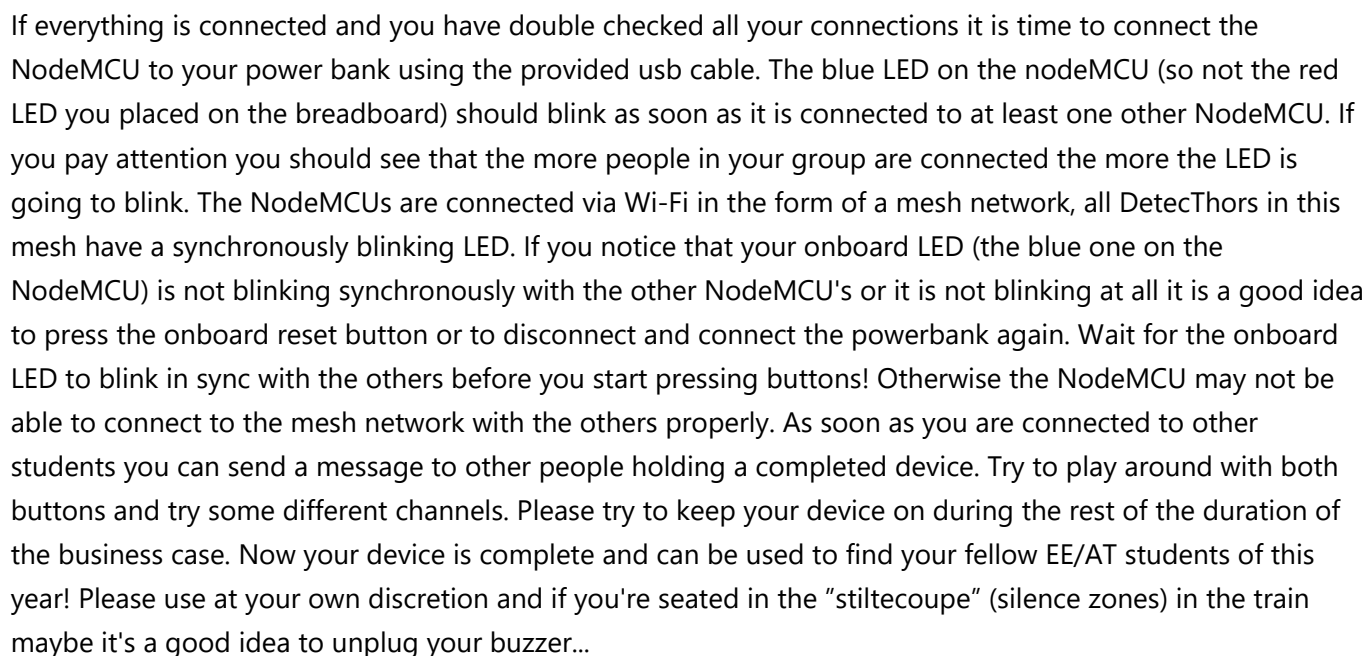 If everything is connected and you have double checked all your connections it is time to connect the
NodeMCU to your power bank using the provided usb cable. The blue LED on the nodeMCU (so not the red
LED you placed on the breadboard) should blink as soon as it is connected to at least one other NodeMCU. If
you pay attention you should see that the more people in your group are connected the more the LED is
going to blink. The NodeMCUs are connected via Wi-Fi in the form of a mesh network, all DetecThors in this
mesh have a synchronously blinking LED. If you notice that your onboard LED (the blue one on the
NodeMCU) is not blinking synchronously with the other NodeMCU's or it is not blinking at all it is a good idea
to press the onboard reset button or to disconnect and connect the powerbank again. Wait for the onboard
LED to blink in sync with the others before you start pressing buttons! Otherwise the NodeMCU may not be
able to connect to the mesh network with the others properly. As soon as you are connected to other
students you can send a message to other people holding a completed device. Try to play around with both
buttons and try some different channels. Please try to keep your device on during the rest of the duration of
the business case. Now your device is complete and can be used to find your fellow EE/AT students of this
year! Please use at your own discretion and if you're seated in the ”stiltecoupe” (silence zones) in the train
maybe it's a good idea to unplug your buzzer...